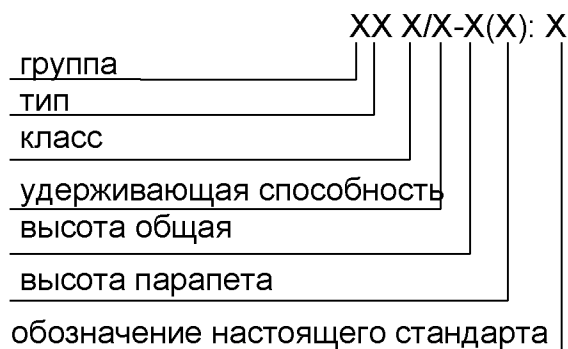 XX X/X-X(X): X
группа
тип
класс
удерживающая способность
высота общая
высота парапета
обозначение настоящего стандарта